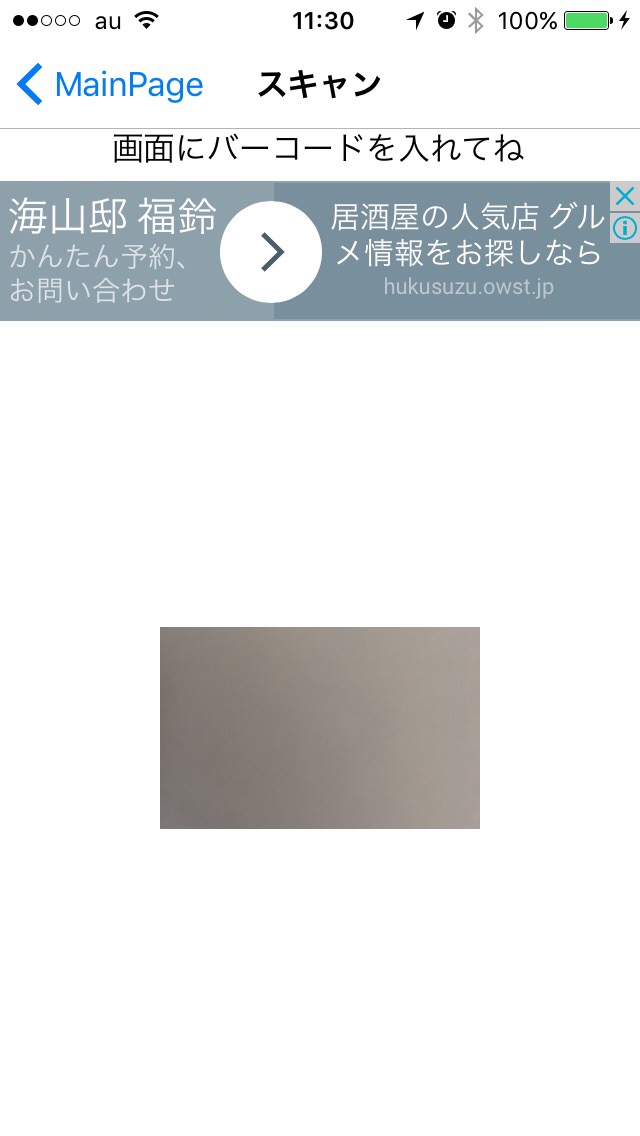 au 11:30 100%
MainPage スキャン
画面にバーコードを入れてね
海山邸 福鈴
かんたん予約、
お問い合わせ
居酒屋の人気店 グル
メ情報をお探しなら
hukusuzu.owst.jp